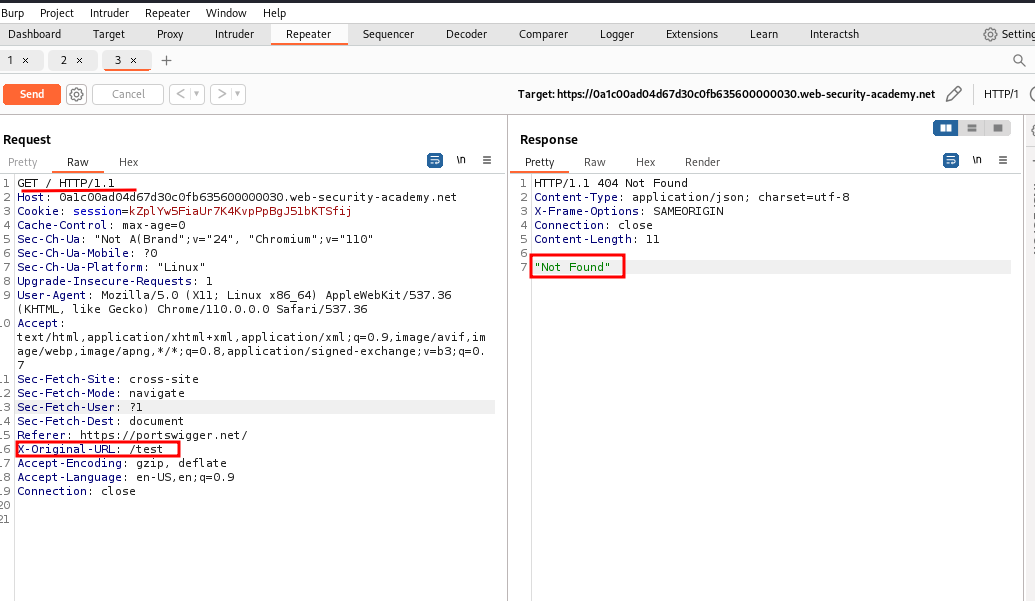 Burp Project Intruder Repeater Window Help
Dashboard Target Proxy Intruder Repeater Sequencer Decoder Comparer Logger Extensions Learn Interactsh
1 × 2 × 3 × +
Send Cancel < > Target: https://0a1c00ad04d67d30c0fb635600000030.web-security-academy.net HTTP/1
Request
Pretty Raw Hex \n
1 GET / HTTP/1.1
2 Host: 0a1c00ad04d67d30c0fb635600000030.web-security-academy.net
3 Cookie: session=kZplYw5FiaUr7K4KvpPpBgJ51bKTSfij
4 Cache-Control: max-age=0
5 Sec-Ch-Ua: "Not A(Brand";v="24", "Chromium";v="110"
6 Sec-Ch-Ua-Mobile: ?0
7 Sec-Ch-Ua-Platform: "Linux"
8 Upgrade-Insecure-Requests: 1
9 User-Agent: Mozilla/5.0 (X11; Linux x86_64) AppleWebKit/537.36
(KHTML, like Gecko) Chrome/110.0.0.0 Safari/537.36
10 Accept:
text/html,application/xhtml+xml,application/xml;q=0.9,image/avif,im
age/webp,image/apng,*/*;q=0.8,application/signed-exchange;v=b3;q=0.
7
11 Sec-Fetch-Site: cross-site
12 Sec-Fetch-Mode: navigate
13 Sec-Fetch-User: ?1
14 Sec-Fetch-Dest: document
15 Referer: https://portswigger.net/
16 X-Original-URL: /test
17 Accept-Encoding: gzip, deflate
18 Accept-Language: en-US,en;q=0.9
19 Connection: close
20
21
Response
Pretty Raw Hex Render \n
1 HTTP/1.1 404 Not Found
2 Content-Type: application/json; charset=utf-8
3 X-Frame-Options: SAMEORIGIN
4 Connection: close
5 Content-Length: 11
6
7 "Not Found"